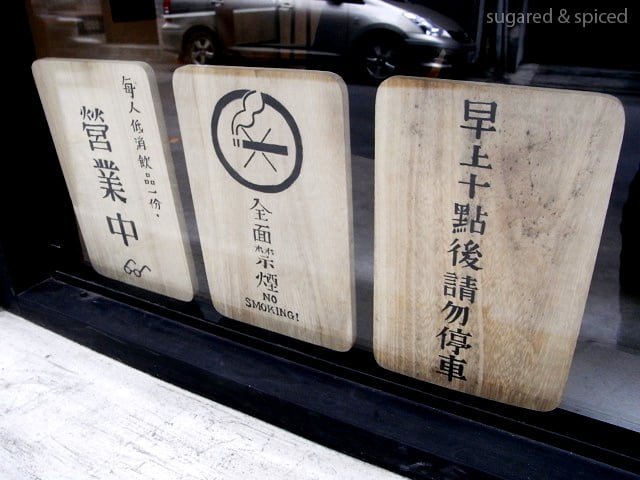 sugared & spiced
每人低消飲品一份。
營業中
全面禁煙
NO
SMOKING!
早上十點後請勿停車